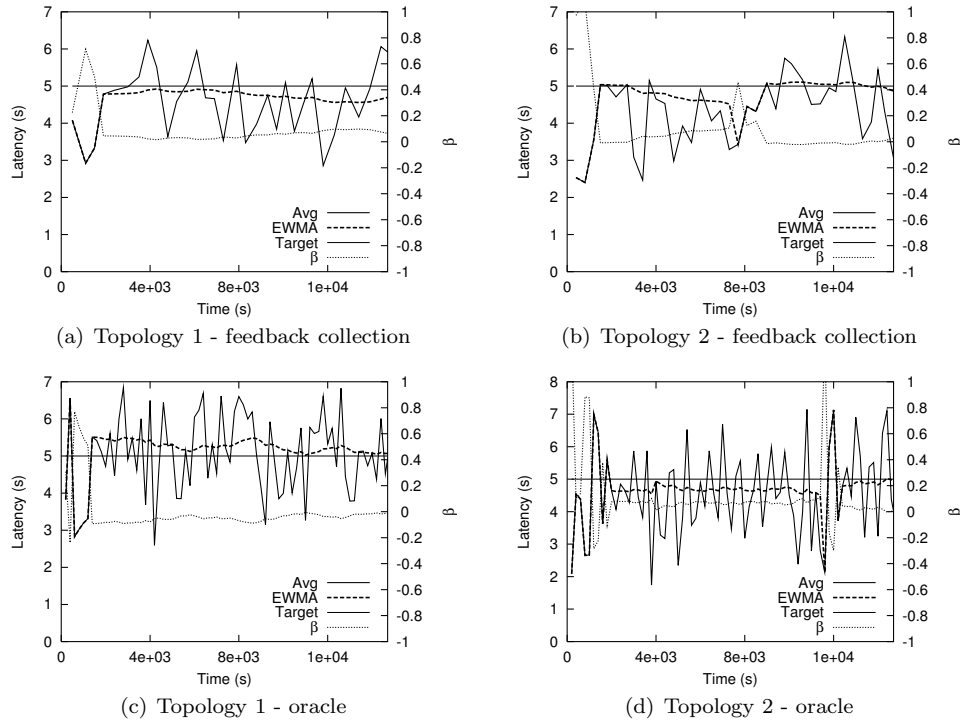 7
6
5
4
3
2
1
0
Latency (s)
1
0.8
0.6
0.4
0.2
0
-0.2
-0.4
-0.6
-0.8
-1
β
Avg
EWMA
Target
β
0 4e+03 8e+03 1e+04
Time (s)
(a) Topology 1 - feedback collection
7
6
5
4
3
2
1
0
Latency (s)
1
0.8
0.6
0.4
0.2
0
-0.2
-0.4
-0.6
-0.8
-1
β
Avg
EWMA
Target
β
0 4e+03 8e+03 1e+04
Time (s)
(b) Topology 2 - feedback collection
7
6
5
4
3
2
1
0
Latency (s)
1
0.8
0.6
0.4
0.2
0
-0.2
-0.4
-0.6
-0.8
-1
β
Avg
EWMA
Target
β
0 4e+03 8e+03 1e+04
Time (s)
(c) Topology 1 - oracle
8
7
6
5
4
3
2
1
0
Latency (s)
1
0.8
0.6
0.4
0.2
0
-0.2
-0.4
-0.6
-0.8
-1
β
Avg
EWMA
Target
β
0 4e+03 8e+03 1e+04
Time (s)
(d) Topology 2 - oracle